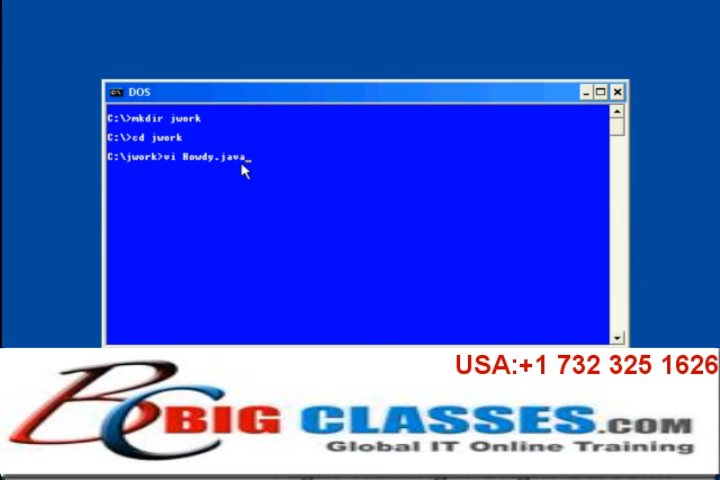 DOS
C:\>mkdir jwork
C:\>cd jwork
C:\jwork>vi Howdy.java_
USA:+1 732 325 1626
BC BIG CLASSES.COM
Global IT Online Training